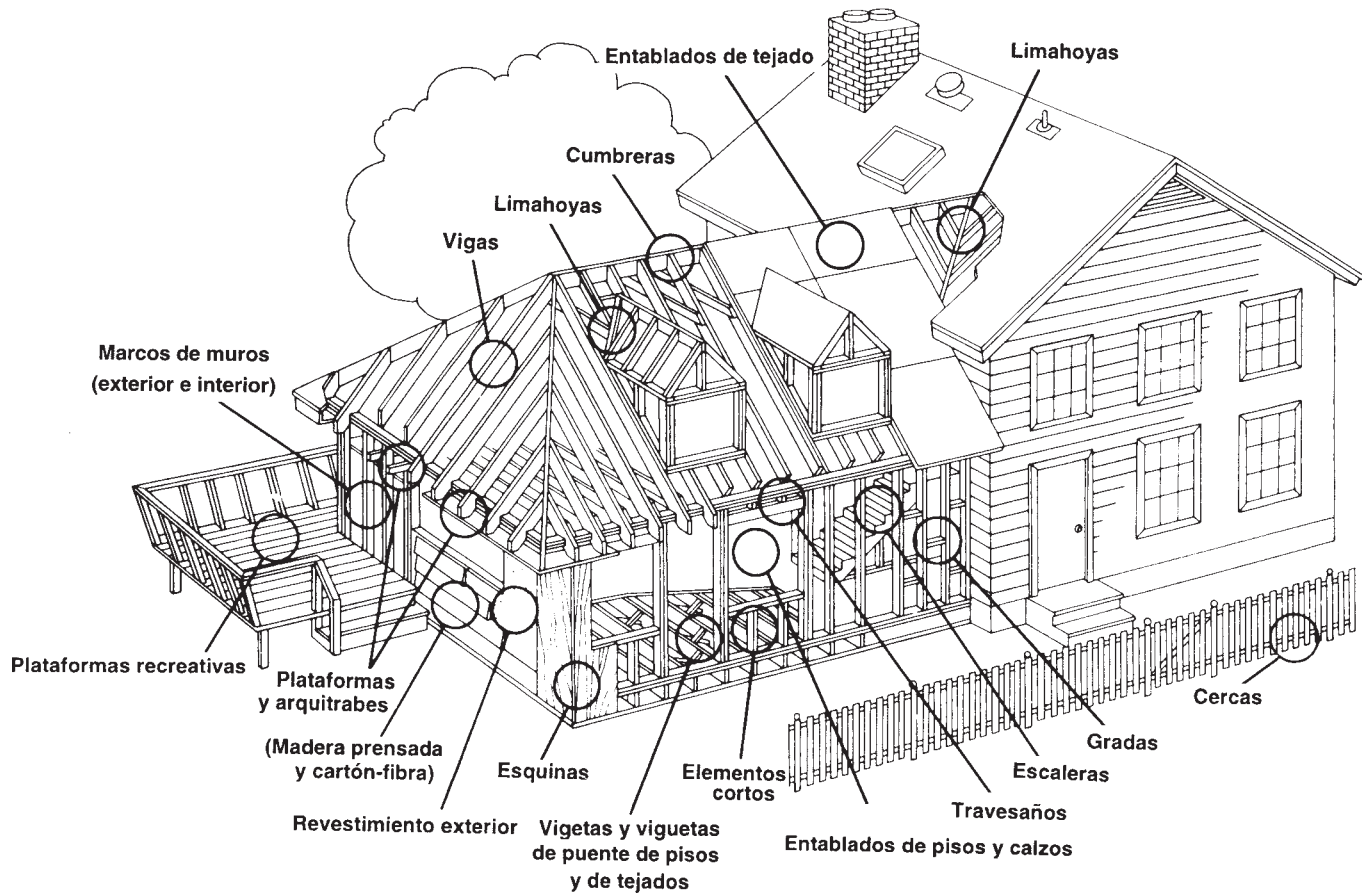 Entablados de tejado
Limahoyas
Cumbreras
Limahoyas
Vigas
Marcos de muros
(exterior e interior)
Plataformas recreativas
Plataformas
y arquitrabes
(Madera prensada
y cartón-fibra)
Revestimiento exterior
Esquinas
Vigetas y viguetas
de puente de pisos
y de tejados
Elementos
cortos
Entablados de pisos y calzos
Travesaños
Escaleras
Gradas
Cercas